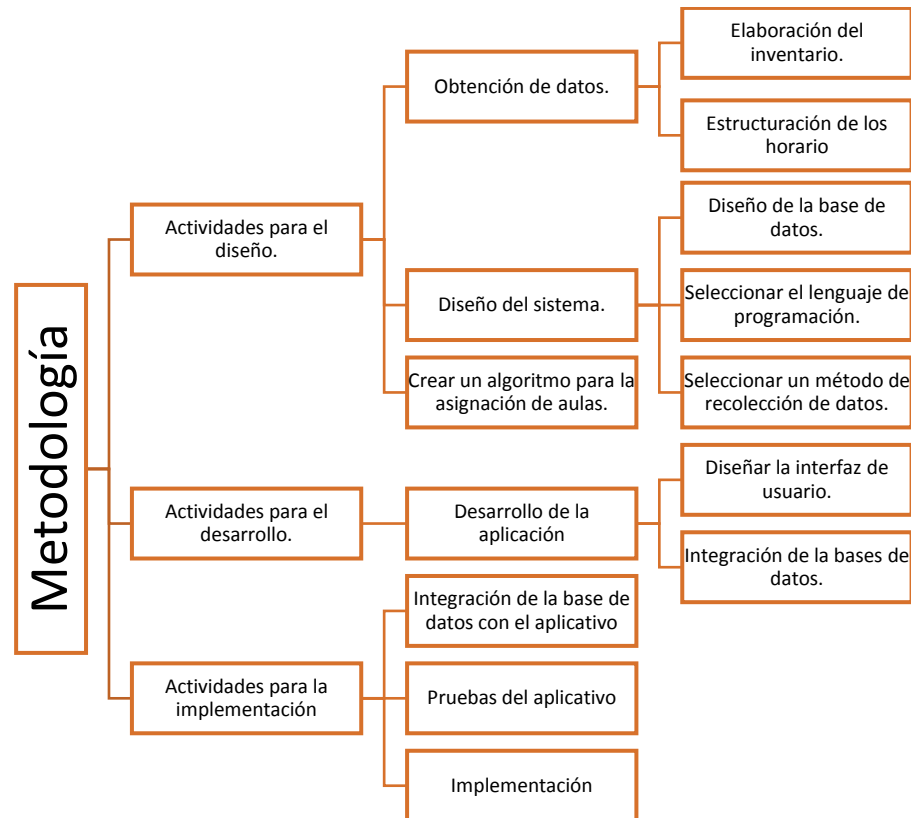 Metodología
Actividades para el
diseño.
Obtención de datos.
Elaboración del
inventario.
Estructuración de los
horario
Diseño del sistema.
Diseño de la base de
datos.
Seleccionar el lenguaje de
programación.
Seleccionar un método de
recolección de datos.
Crear un algoritmo para la
asignación de aulas.
Actividades para el
desarrollo.
Desarrollo de la
aplicación
Diseñar la interfaz de
usuario.
Integración de la bases de
datos.
Actividades para la
implementación
Integración de la base de
datos con el aplicativo
Pruebas del aplicativo
Implementación